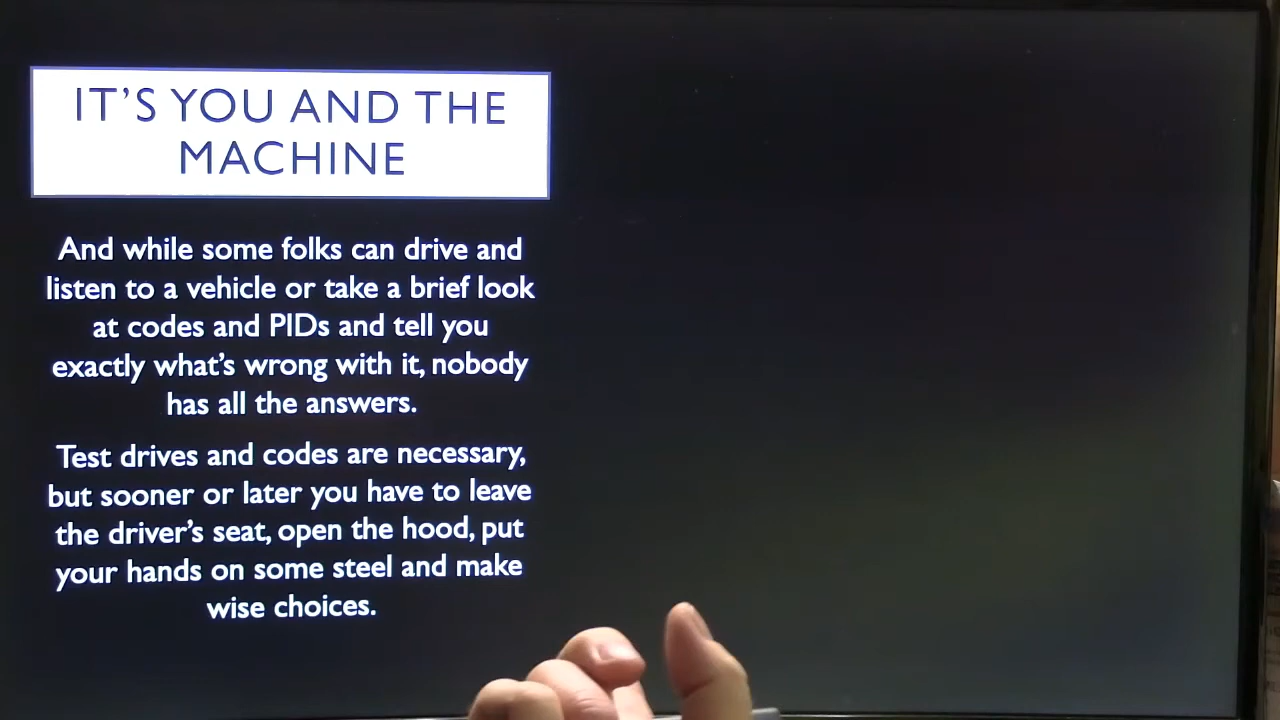 IT'S YOU AND THE
MACHINE
And while some folks can drive and
listen to a vehicle or take a brief look
at codes and PIDs and tell you
exactly what's wrong with it, nobody
has all the answers.
Test drives and codes are necessary,
but sooner or later you have to leave
the driver's seat, open the hood, put
your hands on some steel and make
wise choices.